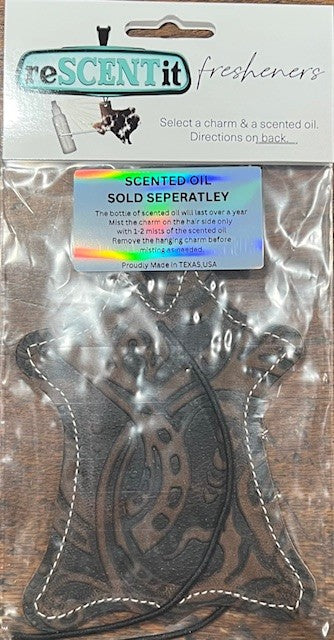 reSCENTit fresheners
Select a charm & a scented oil.
Directions on back.
SCENTED OIL
SOLD SEPERATLEY
The bottle of scented oil will last over a year
Mist the charm on the hair side only
with 1-2 mists of the scented oil
Remove the hanging charm before
misting as needed.
Proudly Made in TEXAS,USA